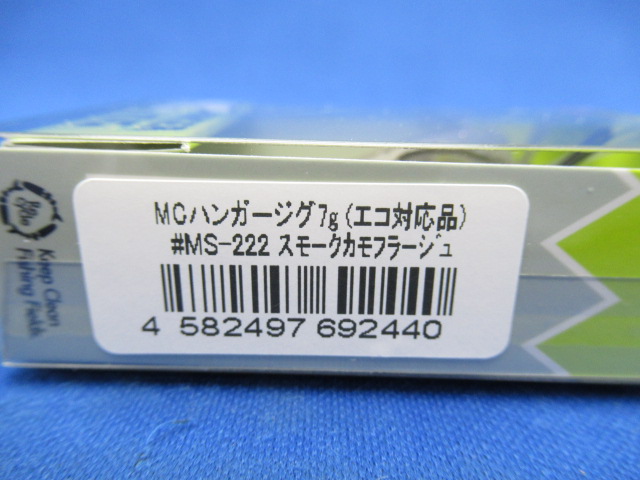 MCハンガージグ7g(エコ対応品)
#MS-222 スモークカモフラージュ
4 582497 692440
Keep Clean
Fishing Fields